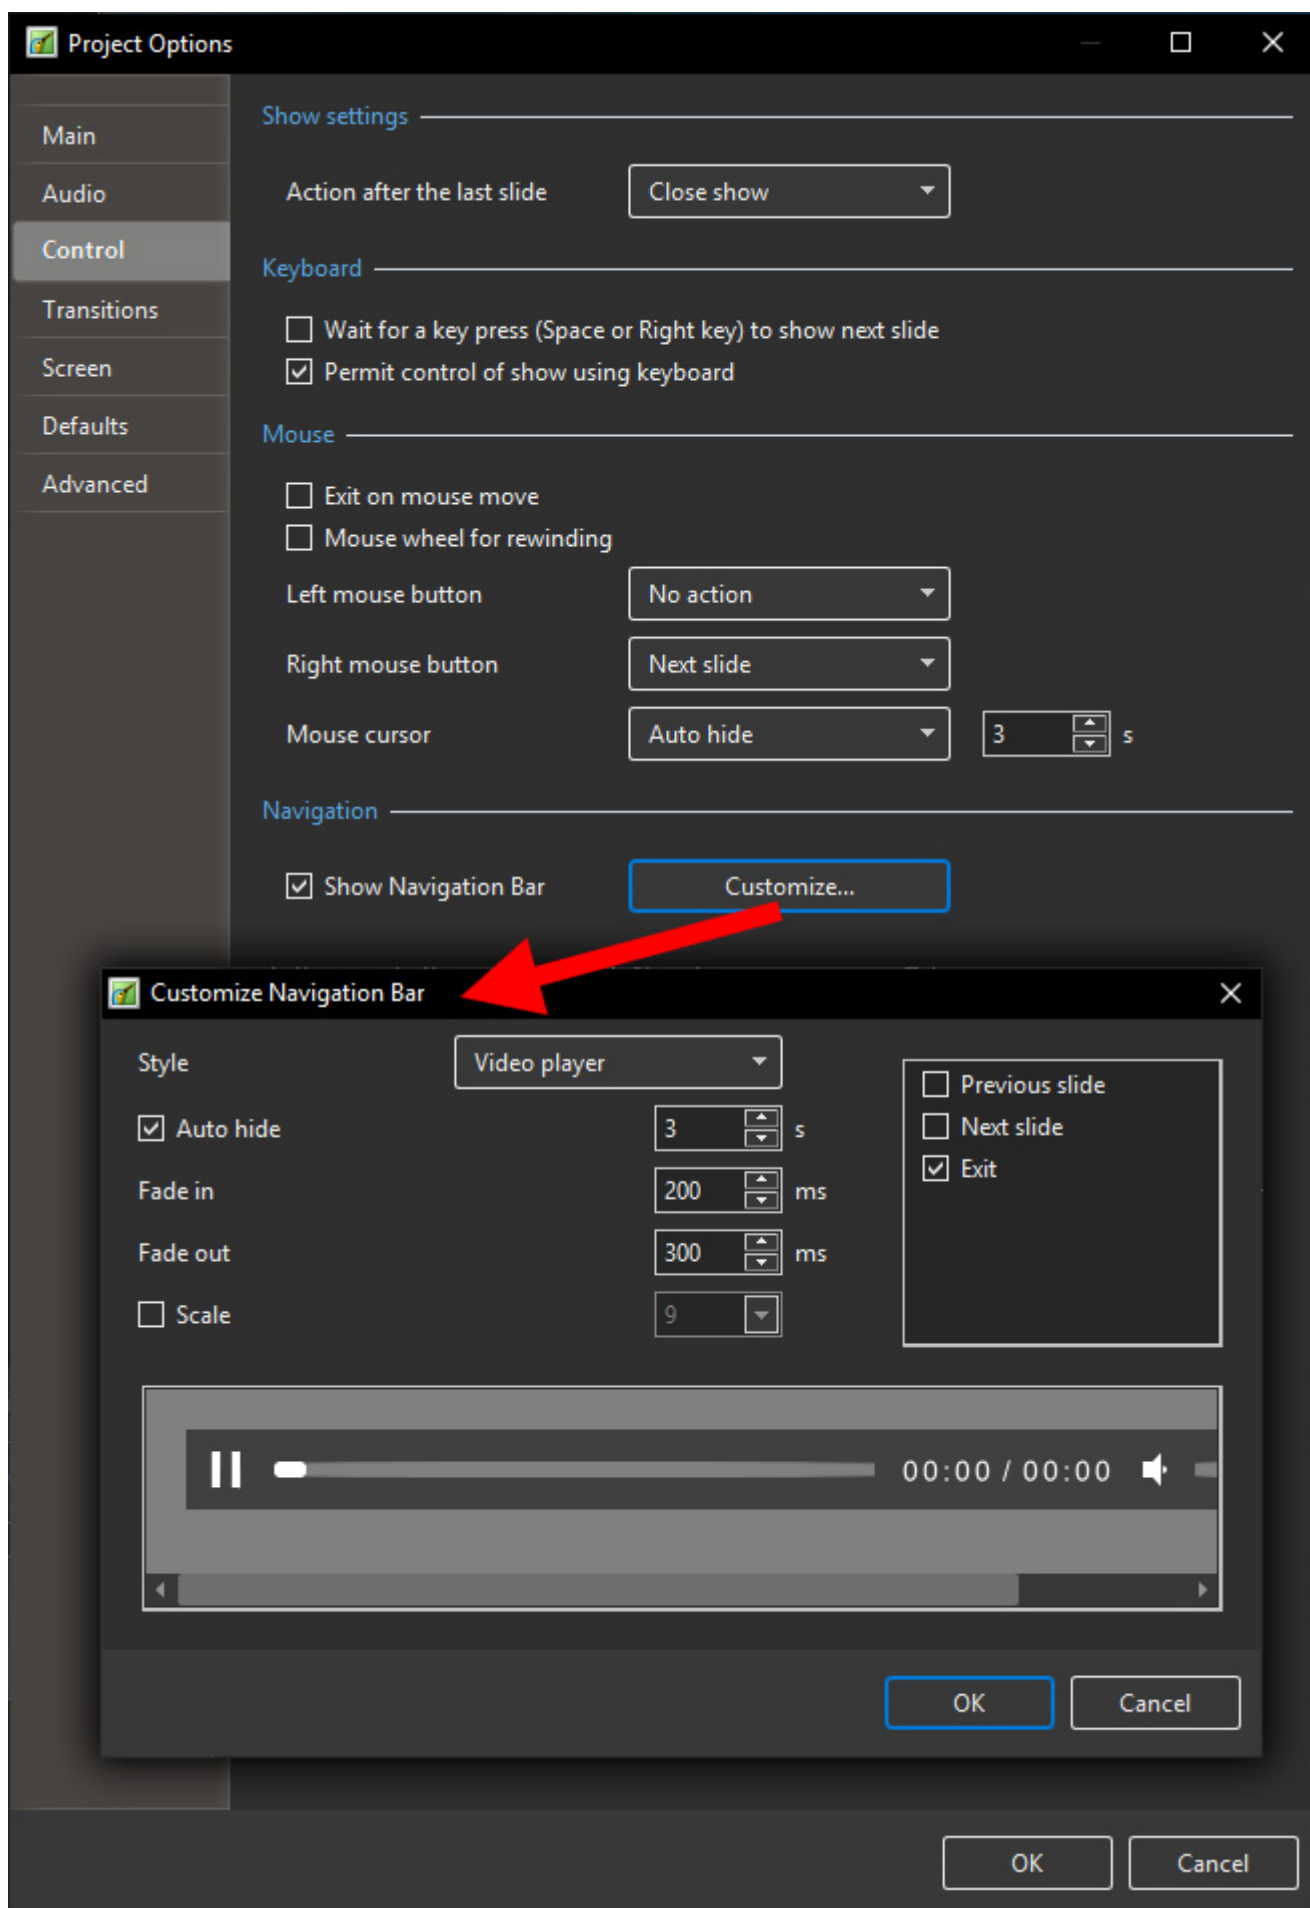 Project Options
Main
Audio
Control
Transitions
Screen
Defaults
Advanced
Show settings
Action after the last slide Close show
Keyboard
Wait for a key press (Space or Right key) to show next slide
Permit control of show using keyboard
Mouse
Exit on mouse move
Mouse wheel for rewinding
Left mouse button No action
Right mouse button Next slide
Mouse cursor Auto hide 3 s
Navigation
Show Navigation Bar Customize...
Customize Navigation Bar
Style Video player
Auto hide 3 s
Fade in 200 ms
Fade out 300 ms
Scale 9
Previous slide
Next slide
Exit
00:00 / 00:00
OK Cancel
OK Cancel